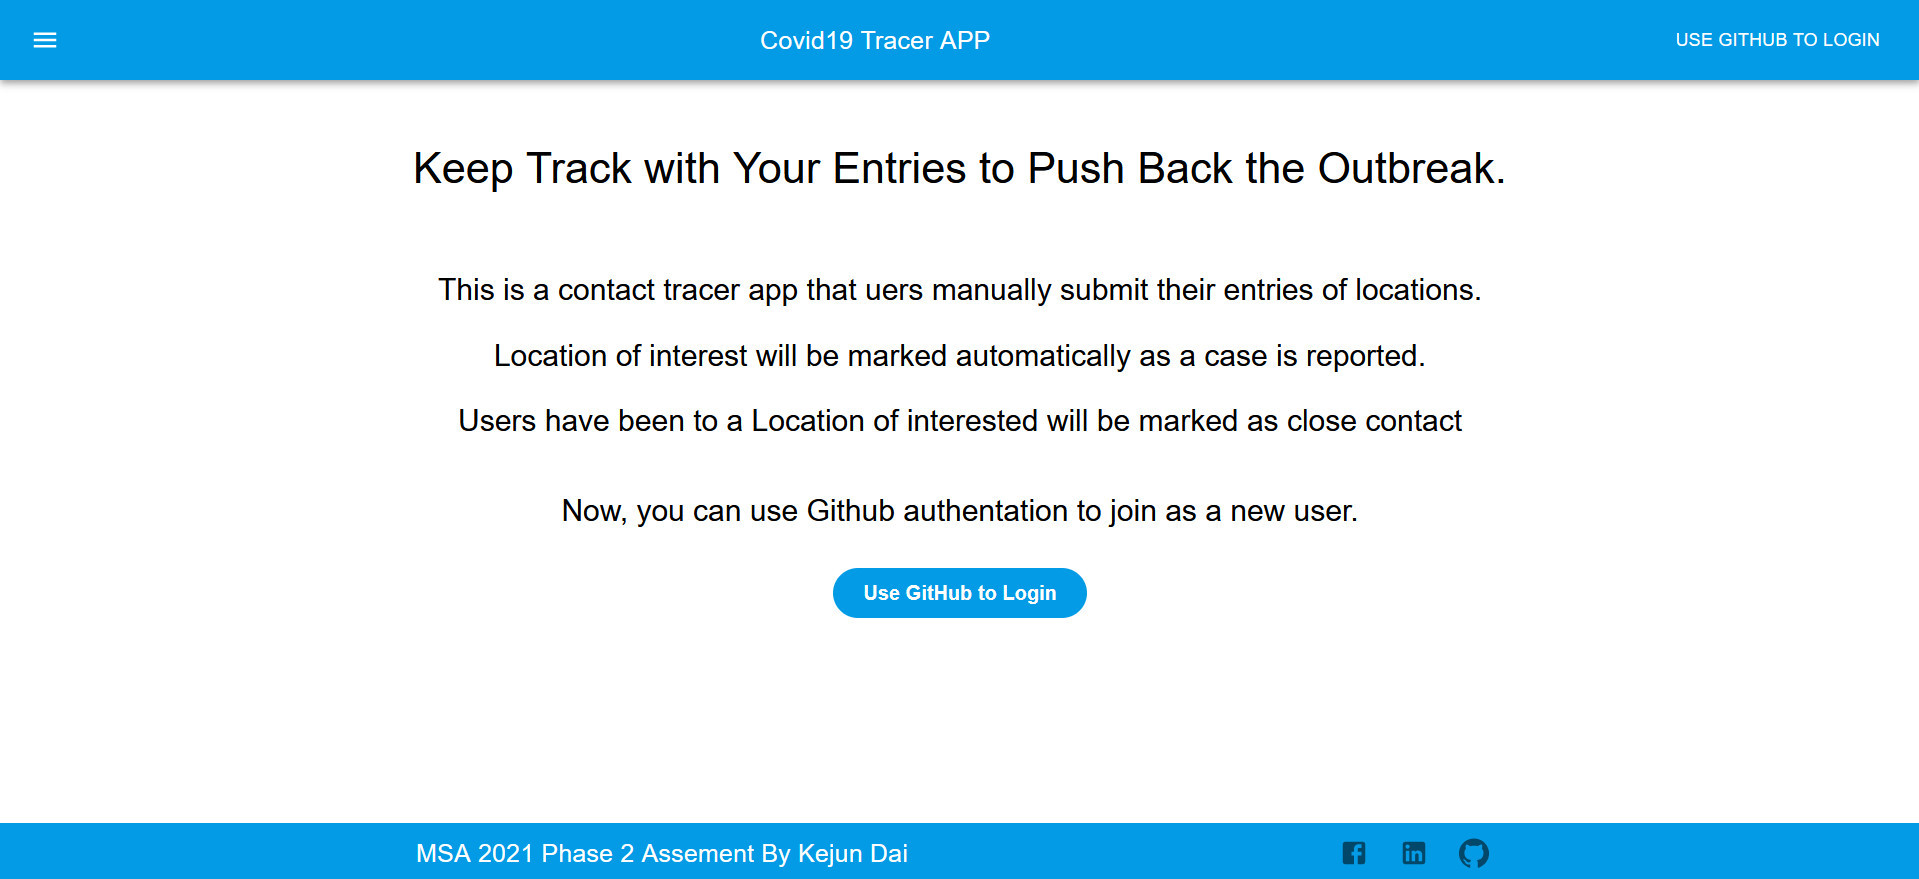 Covid19 Tracer APP
USE GITHUB TO LOGIN
Keep Track with Your Entries to Push Back the Outbreak.
This is a contact tracer app that uers manually submit their entries of locations.
Location of interest will be marked automatically as a case is reported.
Users have been to a Location of interested will be marked as close contact
Now, you can use Github authentation to join as a new user.
Use GitHub to Login
MSA 2021 Phase 2 Assement By Kejun Dai